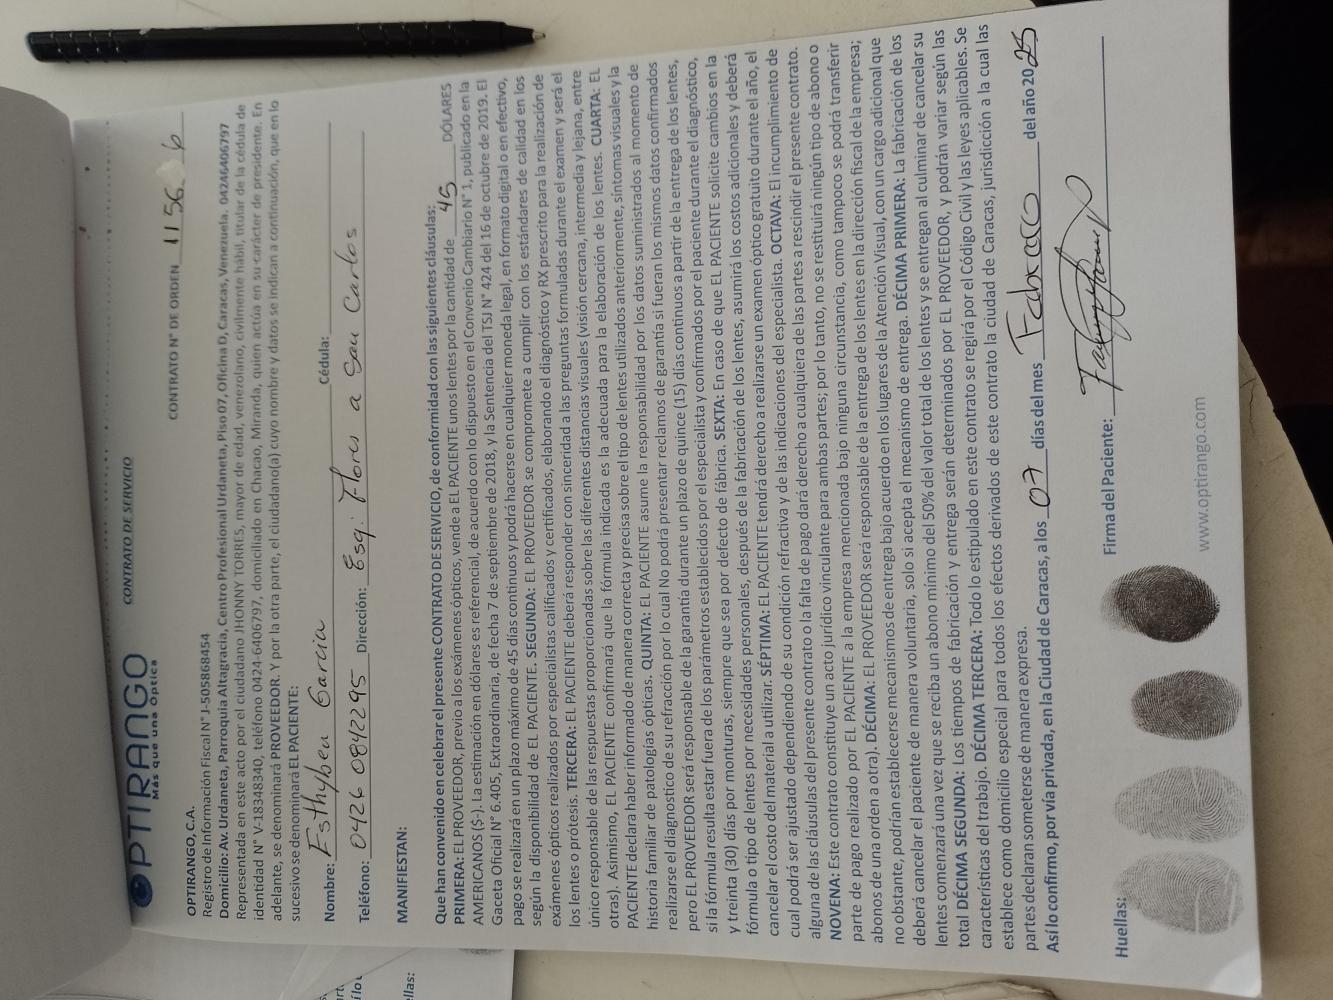 OPTIRANGO
Más que una Óptica
CONTRATO DE SERVICIO
CONTRATO N° DE ORDEN 1156 6
OPTIRANGO, C.A.
Registro de Información Fiscal N° J-505868454
Domicilio: Av. Urdaneta, Parroquia Altagracia, Centro Profesional Urdaneta, Piso 07, Oficina D, Caracas, Venezuela. 04246406797
Representada en este acto por el ciudadano JHONNY TORRES, mayor de edad, venezolano, civilmente hábil, titular de la cédula de
identidad N° V-18348340, teléfono 0424-6406797, domiciliado en Chacao, Miranda, quien actúa en su carácter de presidente. En
adelante, se denominará PROVEEDOR. Y por la otra parte, el ciudadano(a) cuyo nombre y datos se indican a continuación, que en lo
sucesivo se denominará EL PACIENTE:
Nombre: Esthyben Garcia Cédula:
Teléfono: 0426 0842295 Dirección: Esq: Flores a San Carlos
MANIFIESTAN:
Que han convenido en celebrar el presente CONTRATO DE SERVICIO, de conformidad con las siguientes cláusulas:
PRIMERA: EL PROVEEDOR, previo a los exámenes ópticos, vende a EL PACIENTE unos lentes por la cantidad de 45 DÓLARES
AMERICANOS ($-). La estimación en dólares es referencial, de acuerdo con lo dispuesto en el Convenio Cambiario N° 1, publicado en la
Gaceta Oficial N° 6.405, Extraordinaria, de fecha 7 de septiembre de 2018, y la Sentencia del TSJ N° 424 del 16 de octubre de 2019. El
pago se realizará en un plazo máximo de 45 días continuos y podrá hacerse en cualquier moneda legal, en formato digital o en efectivo,
según la disponibilidad de EL PACIENTE. SEGUNDA: EL PROVEEDOR se compromete a cumplir con los estándares de calidad en los
exámenes ópticos realizados por especialistas calificados y certificados, elaborando el diagnóstico y RX prescrito para la realización de
los lentes o prótesis. TERCERA: EL PACIENTE deberá responder con sinceridad a las preguntas formuladas durante el examen y será el
único responsable de las respuestas proporcionadas sobre las diferentes distancias visuales (visión cercana, intermedia y lejana, entre
otras). Asimismo, EL PACIENTE confirmará que la fórmula indicada es la adecuada para la elaboración de los lentes. CUARTA: EL
PACIENTE declara haber informado de manera correcta y precisa sobre el tipo de lentes utilizados anteriormente, síntomas visuales y la
historia familiar de patologías ópticas. QUINTA: EL PACIENTE asume la responsabilidad por los datos suministrados al momento de
realizarse el diagnostico de su refracción por lo cual No podrá presentar reclamos de garantía si fueran los mismos datos confirmados
pero EL PROVEEDOR será responsable de la garantía durante un plazo de quince (15) días continuos a partir de la entrega de los lentes,
si la fórmula resulta estar fuera de los parámetros establecidos por el especialista y confirmados por el paciente durante el diagnóstico,
y treinta (30) días por monturas, siempre que sea por defecto de fábrica. SEXTA: En caso de que EL PACIENTE solicite cambios en la
fórmula o tipo de lentes por necesidades personales, después de la fabricación de los lentes, asumirá los costos adicionales y deberá
cancelar el costo del material a utilizar. SÉPTIMA: EL PACIENTE tendrá derecho a realizarse un examen óptico gratuito durante el año, el
cual podrá ser ajustado dependiendo de su condición refractiva y de las indicaciones del especialista. OCTAVA: El incumplimiento de
alguna de las cláusulas del presente contrato o la falta de pago dará derecho a cualquiera de las partes a rescindir el presente contrato.
NOVENA: Este contrato constituye un acto jurídico vinculante para ambas partes; por lo tanto, no se restituirá ningún tipo de abono o
parte de pago realizado por EL PACIENTE a la empresa mencionada bajo ninguna circunstancia, como tampoco se podrá transferir
abonos de una orden a otra). DÉCIMA: EL PROVEEDOR será responsable de la entrega de los lentes en la dirección fiscal de la empresa;
no obstante, podrían establecerse mecanismos de entrega bajo acuerdo en los lugares de la Atención Visual, con un cargo adicional que
deberá cancelar el paciente de manera voluntaria, solo si acepta el mecanismo de entrega. DÉCIMA PRIMERA: La fabricación de los
lentes comenzará una vez que se reciba un abono mínimo del 50% del valor total de los lentes y se entregan al culminar de cancelar su
total DÉCIMA SEGUNDA: Los tiempos de fabricación y entrega serán determinados por EL PROVEEDOR, y podrán variar según las
características del trabajo. DÉCIMA TERCERA: Todo lo estipulado en este contrato se regirá por el Código Civil y las leyes aplicables. Se
establece como domicilio especial para todos los efectos derivados de este contrato la ciudad de Caracas, jurisdicción a la cual las
partes declaran someterse de manera expresa.
Así lo confirmo, por vía privada, en la Ciudad de Caracas, a los 07 días del mes Febrero del año 2025
Huellas:
Firma del Paciente:
www.optirango.com